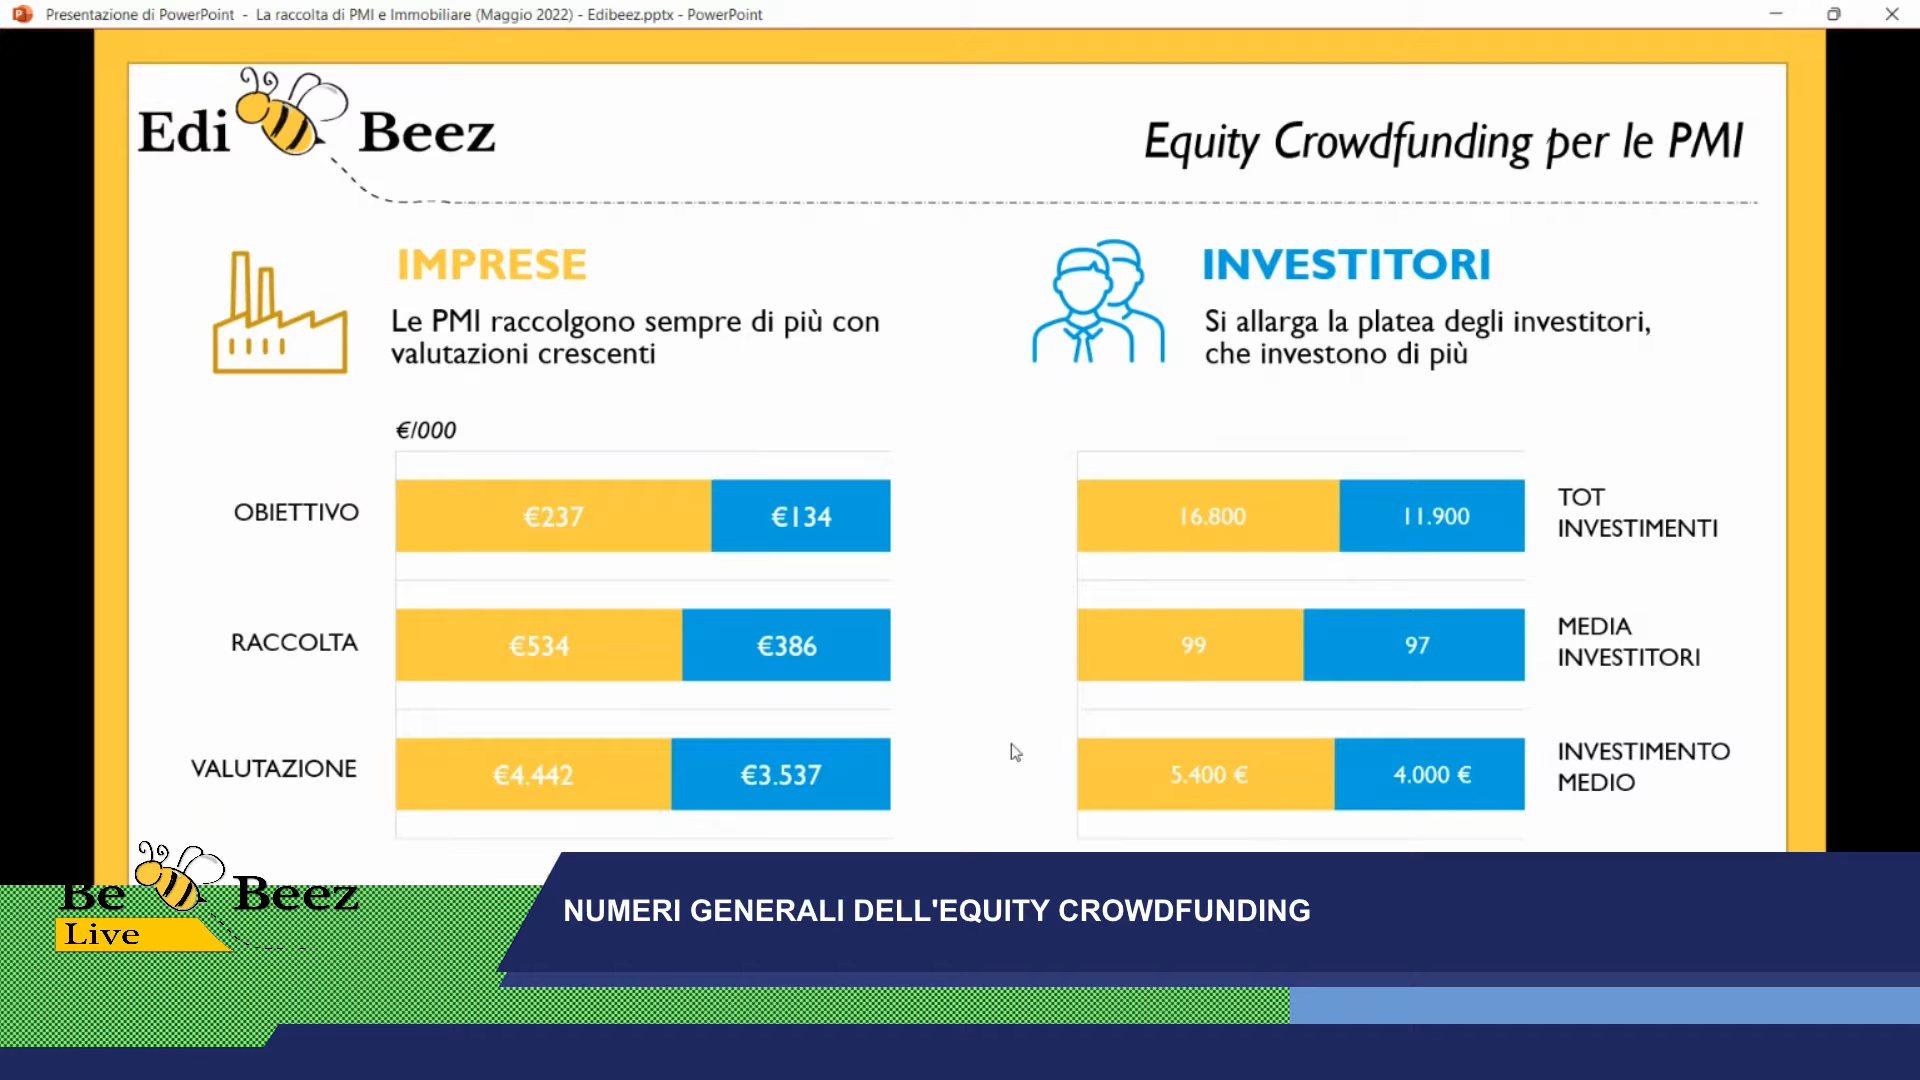 Presentazione di PowerPoint - La raccolta di PMI e Immobiliare (Maggio 2022) - Edibeez.pptx - PowerPoint
Edi Beez
Equity Crowdfunding per le PMI
IMPRESE
Le PMI raccolgono sempre di più con
valutazioni crescenti
INVESTITORI
Si allarga la platea degli investitori,
che investono di più
€/000
OBIETTIVO
€237
€134
RACCOLTA
€534
€386
VALUTAZIONE
€4.442
€3.537
16.800
11.900
TOT
INVESTIMENTI
99
97
MEDIA
INVESTITORI
5.400 €
4.000 €
INVESTIMENTO
MEDIO
Be Beez
Live
NUMERI GENERALI DELL'EQUITY CROWDFUNDING